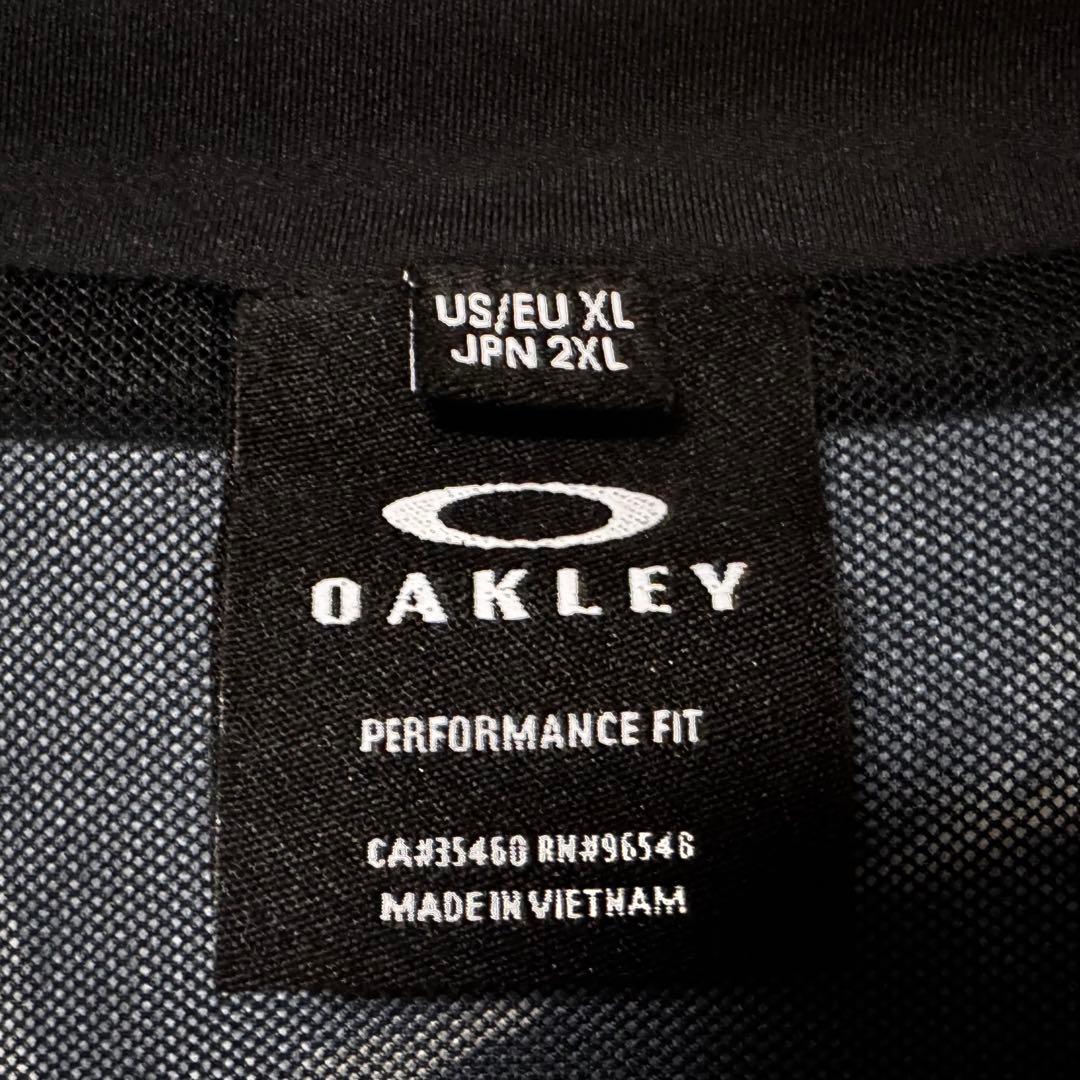 US/EU XL
JPN 2XL
OAKLEY
PERFORMANCE FIT
CA#35460 RN#96546
MADE IN VIETNAM